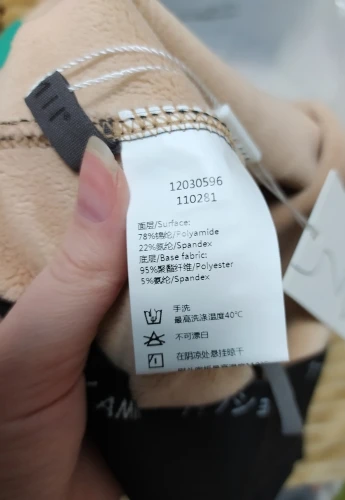 12030596
110281
面层/Surface:
78%锦纶/Polyamide
22%氨纶/Spandex
底层/Base fabric:
95%聚酯纤维/Polyester
5%氨纶/Spandex
手洗
最高洗涤温度40℃
不可漂白
在阴凉处悬挂晾干